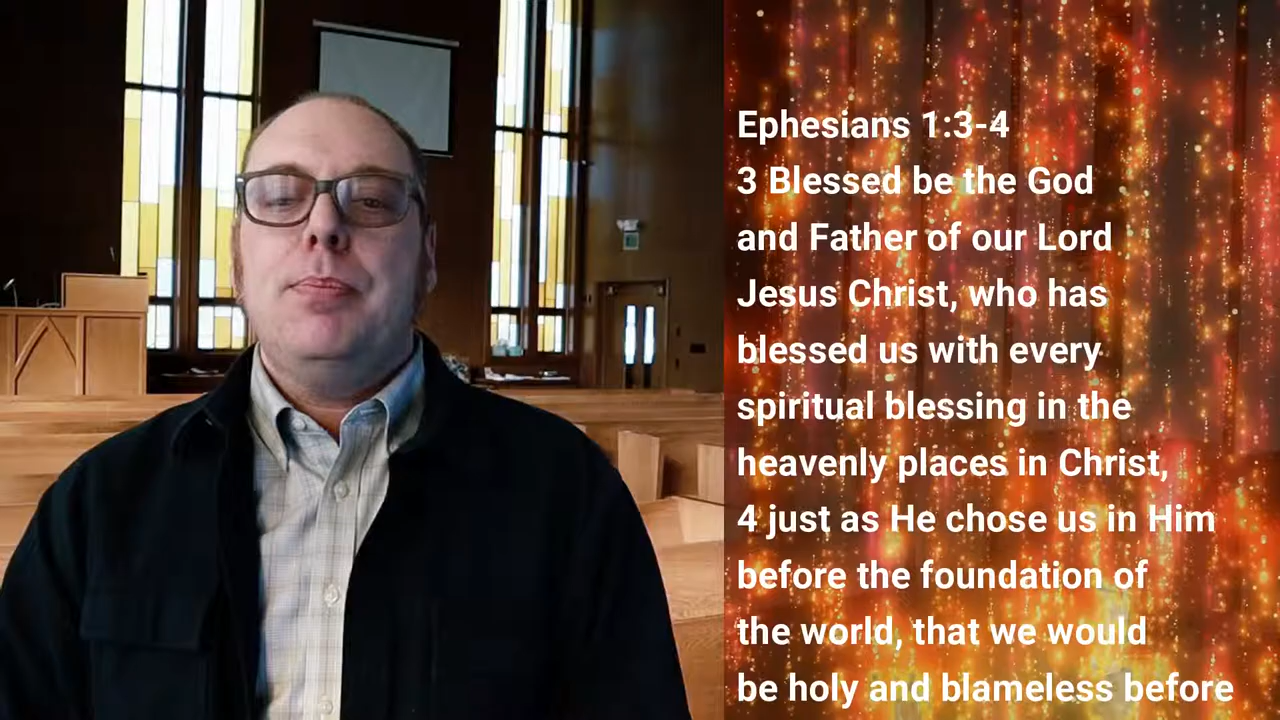 Ephesians 1:3-4
3 Blessed be the God
and Father of our Lord
Jesus Christ, who has
blessed us with every
spiritual blessing in the
heavenly places in Christ,
4 just as He chose us in Him
before the foundation of
the world, that we would
be holy and blameless before